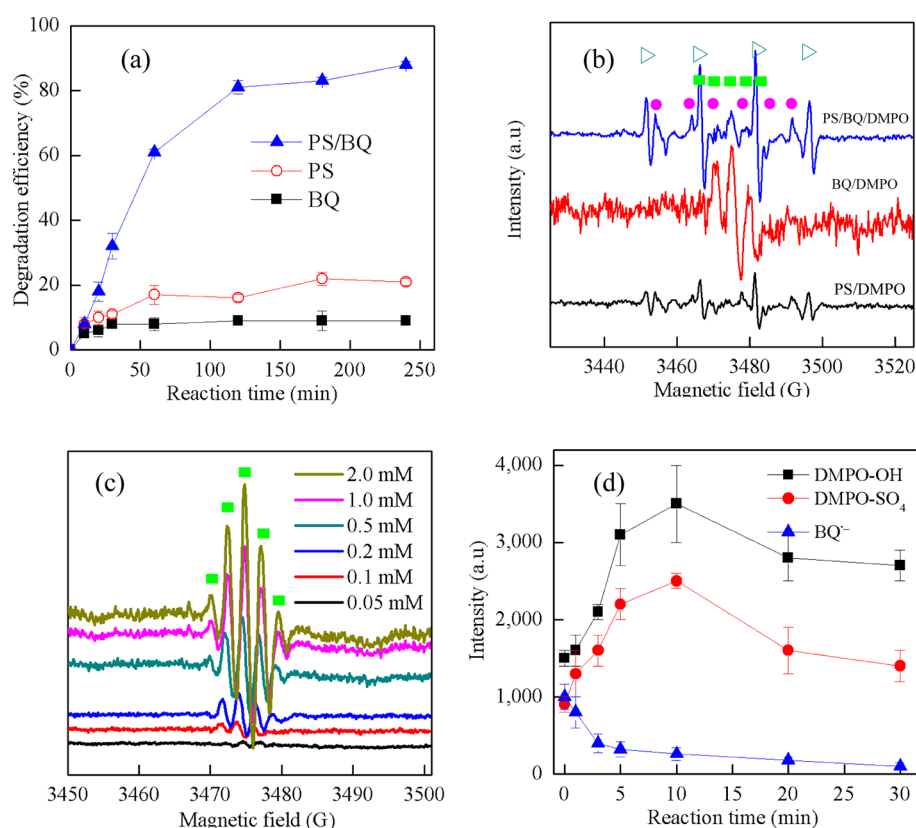 (a)
100
80
60
40
20
0
Degradation efficiency (%)
PS/BQ
PS
BQ
0 50 100 150 200 250
Reaction time (min)
(b)
Intensity (a.u)
PS/BQ/DMPO
BQ/DMPO
PS/DMPO
3440 3460 3480 3500 3520
Magnetic field (G)
(c)
2.0 mM
1.0 mM
0.5 mM
0.2 mM
0.1 mM
0.05 mM
3450 3460 3470 3480 3490 3500
Magnetic field (G)
(d)
4,000
3,000
2,000
1,000
0
Intensity (a.u)
DMPO-OH
DMPO-SO₄
BQ·−
0 5 10 15 20 25 30
Reaction time (min)